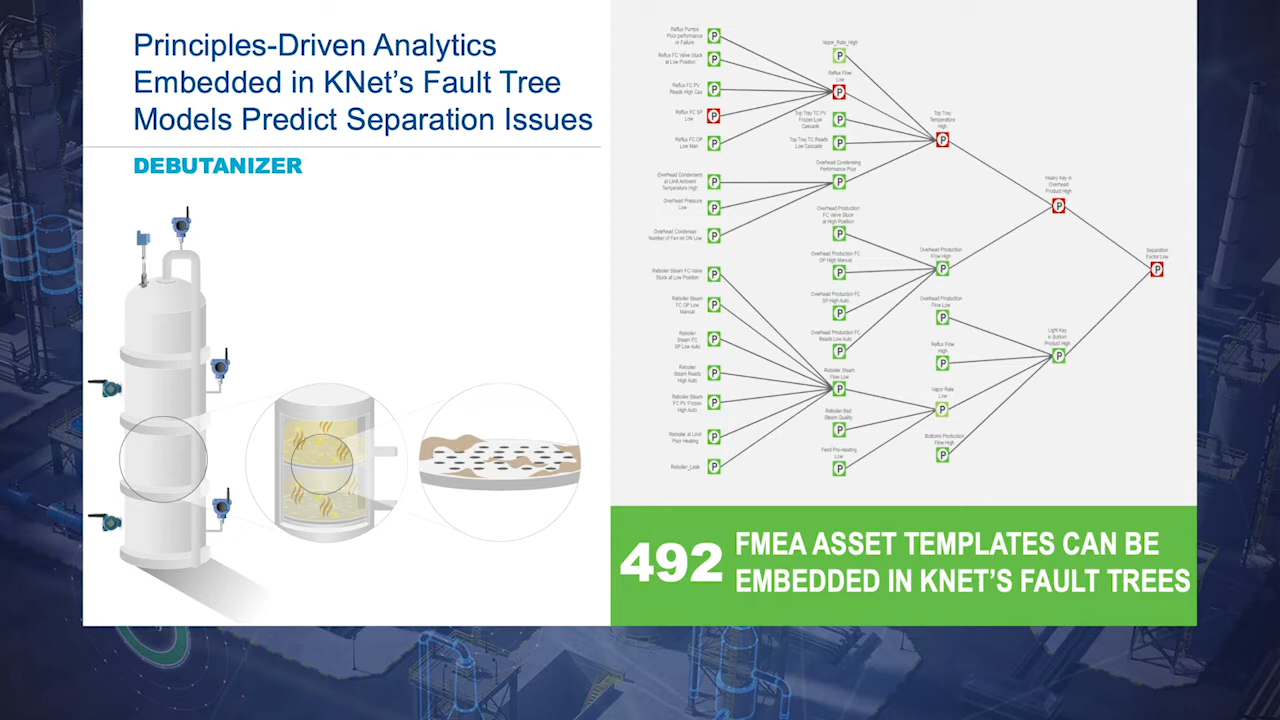 Principles-Driven Analytics
Embedded in KNet's Fault Tree
Models Predict Separation Issues
DEBUTANIZER
Reflux Pumps
Poor performance
or Failure
P
Reflux FC Valve Stuck
at Low Position
P
Reflux FC PV
Reads High Cas
P
Reflux FC SP
Low
P
Reflux FC OP
Low Man
P
Overhead Condensers
at Limit Ambient
Temperature High
P
Overhead Pressure
Low
P
Overhead Condenser
Number of Fan on ON Low
P
Reboiler Steam FC Valve
Stuck at Low Position
P
Reboiler Steam
FC OP Low
Manual
P
Reboiler
Steam FC
SP Low Auto
P
Reboiler
Steam Reads
High Auto
P
Reboiler Steam
FC PV Frozen
High Auto
P
Reboiler at Limit
Poor Heating
P
Reboiler_Leak
P
Vapor_Rate_High
P
Reflux Flow
Low
P
Top Tray TC PV
Frozen Low
Cascade
P
Top Tray TC Reads
Low Cascade
P
Overhead Condensing
Performance Poor
P
Overhead Production
FC Valve Stuck
at High Position
P
Overhead Production FC
OP High Manual
P
Overhead Production FC
SP High Auto
P
Overhead Production FC
Reads Low Auto
P
Reboiler Steam
Flow Low
P
Reboiler Bad
Steam Quality
P
Feed Pre-Heating
Low
P
Top Tray
Temperature
High
P
Overhead Production
Flow High
P
Overhead Production
Flow Low
P
Reflux Flow
High
P
Vapor Rate
Low
P
Bottoms Production
Flow High
P
Heavy Key in
Overhead
Product High
P
Light Key
in Bottom
Product High
P
Separation
Factor Low
P
492
FMEA ASSET TEMPLATES CAN BE
EMBEDDED IN KNET'S FAULT TREES